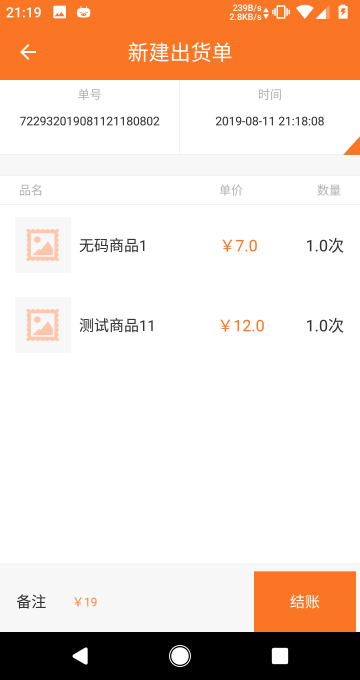 21:19
239B/s
2.8KB/s
新建出货单
单号
时间
722932019081121180802
2019-08-11 21:18:08
品名 单价 数量
无码商品1 ￥7.0 1.0次
测试商品11 ￥12.0 1.0次
备注 ￥19 结账